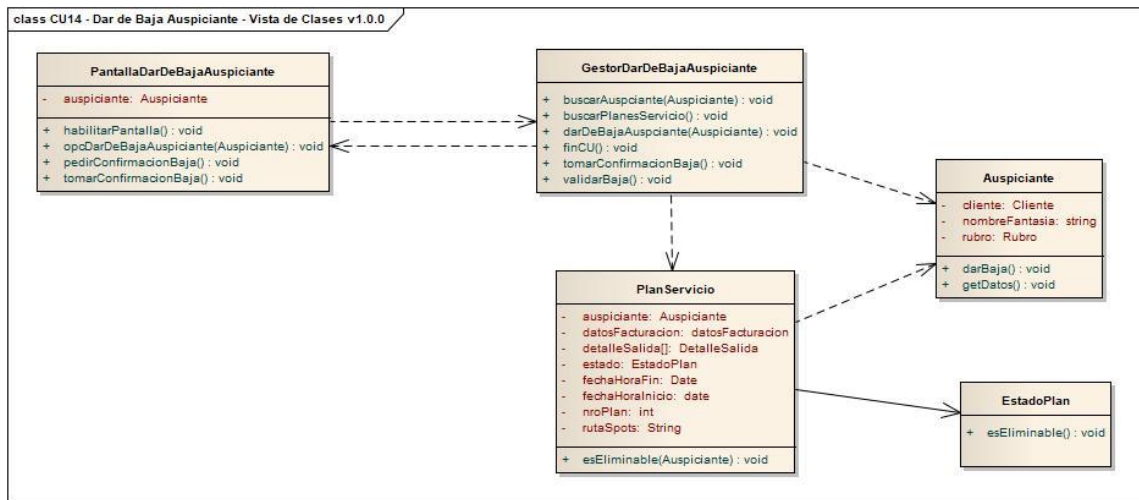 class CU14 - Dar de Baja Auspiciante - Vista de Clases v1.0.0
PantallaDarDeBajaAuspiciante
- auspiciante: Auspiciante
+ habilitarPantalla() : void
+ opcDarDeBajaAuspiciante(Auspiciante) : void
+ pedirConfirmacionBaja() : void
+ tomarConfirmacionBaja() : void
GestorDarDeBajaAuspiciante
+ buscarAuspciante(Auspiciante) : void
+ buscarPlanesServicio() : void
+ darDeBajaAuspciante(Auspiciante) : void
+ finCU() : void
+ tomarConfirmacionBaja() : void
+ validarBaja() : void
Auspiciante
- cliente: Cliente
- nombreFantasia: string
- rubro: Rubro
+ darBaja() : void
+ getDatos() : void
PlanServicio
- auspiciante: Auspiciante
- datosFacturacion: datosFacturacion
- detalleSalida[]: DetalleSalida
- estado: EstadoPlan
- fechaHoraFin: Date
- fechaHoraInicio: date
- nroPlan: int
- rutaSpots: String
+ esEliminable(Auspiciante) : void
EstadoPlan
+ esEliminable() : void